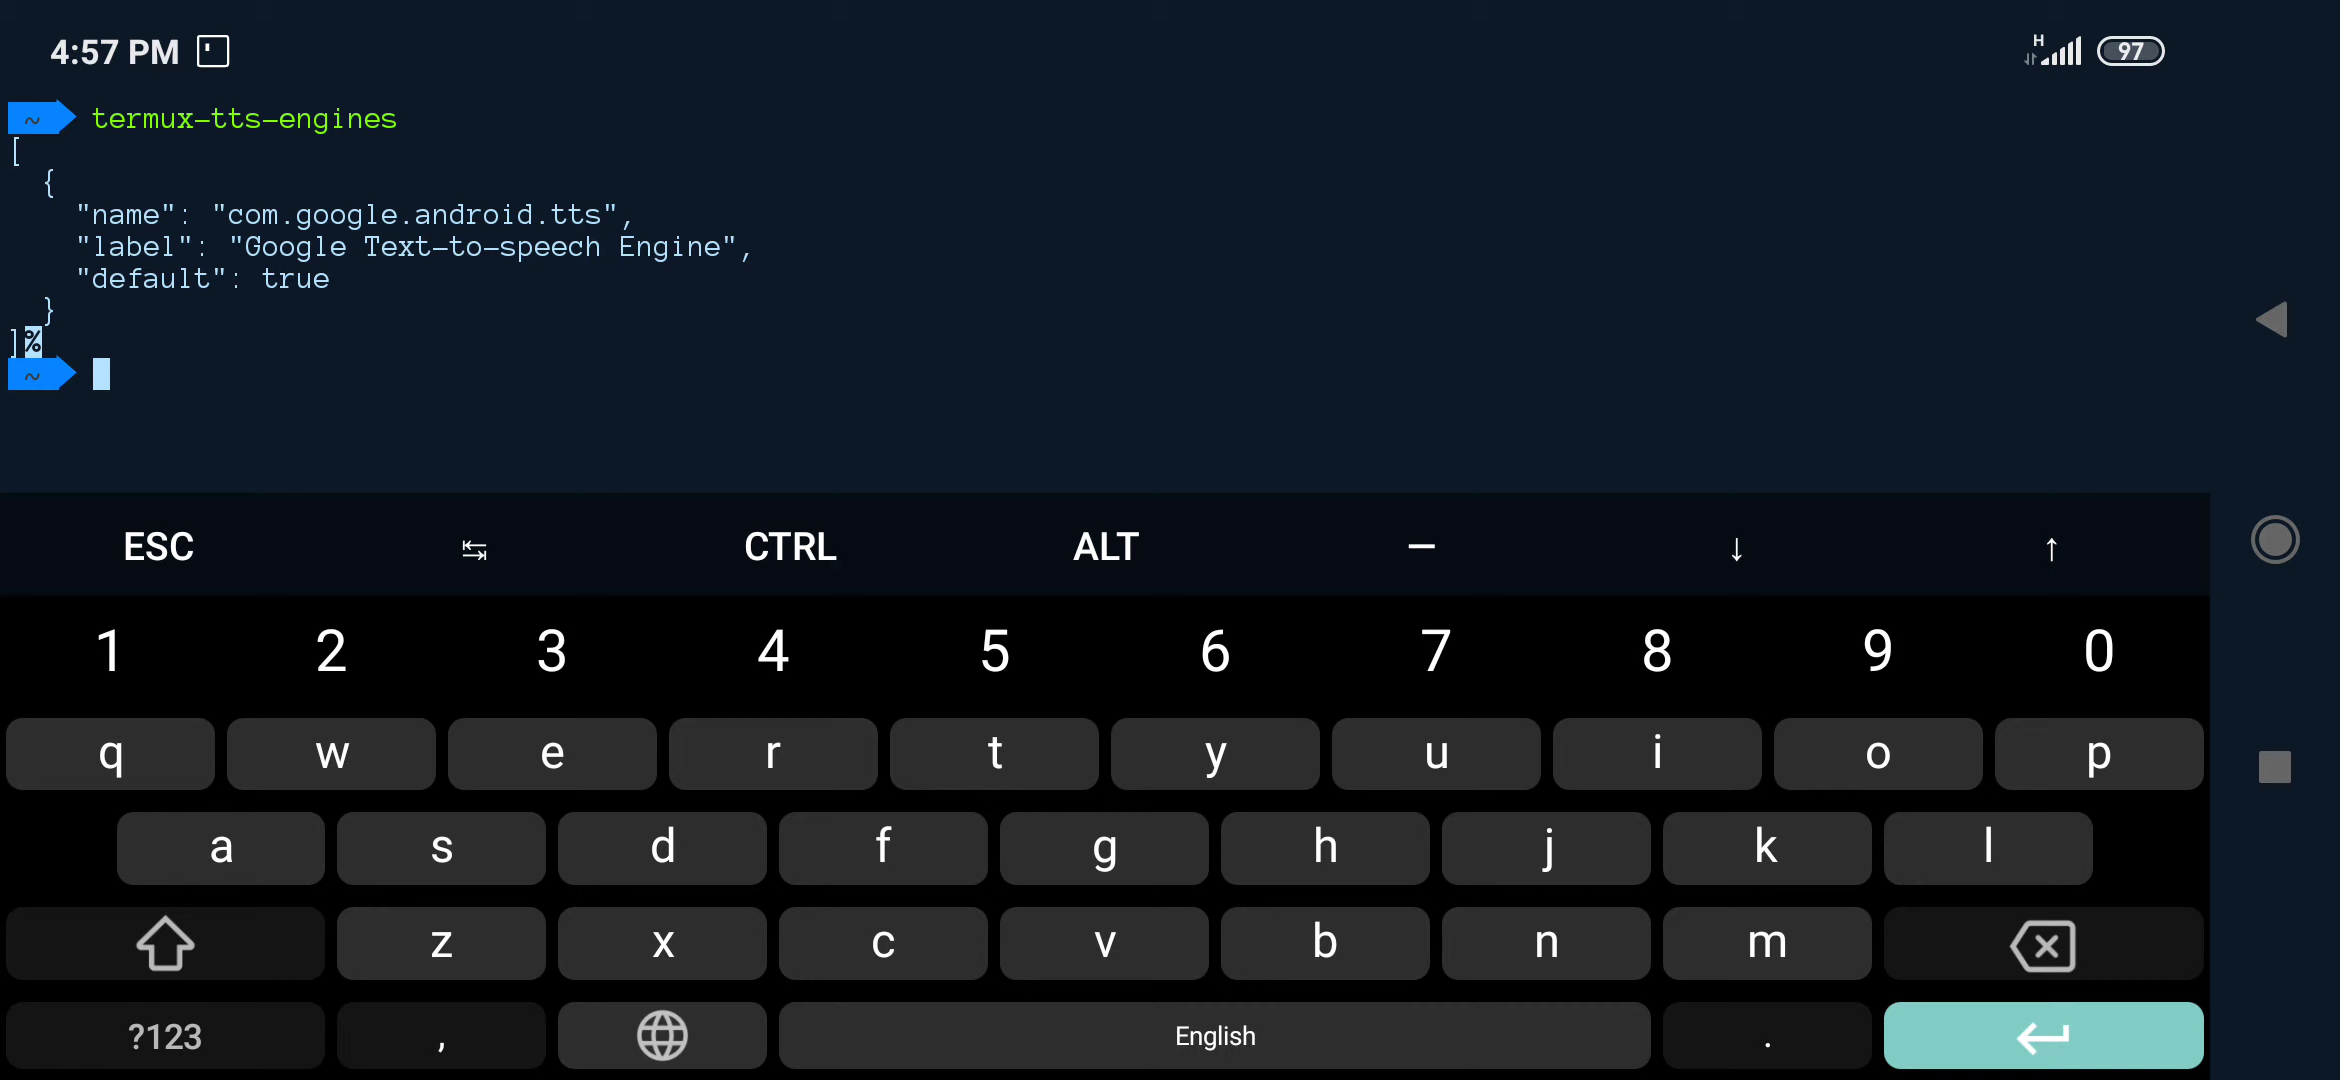 4:57 PM H 97
~ termux-tts-engines
[
  {
    "name": "com.google.android.tts",
    "label": "Google Text-to-speech Engine",
    "default": true
  }
]%
~
ESC ↹ CTRL ALT — ↓ ↑
1 2 3 4 5 6 7 8 9 0
q w e r t y u i o p
a s d f g h j k l
z x c v b n m
?123 , English .